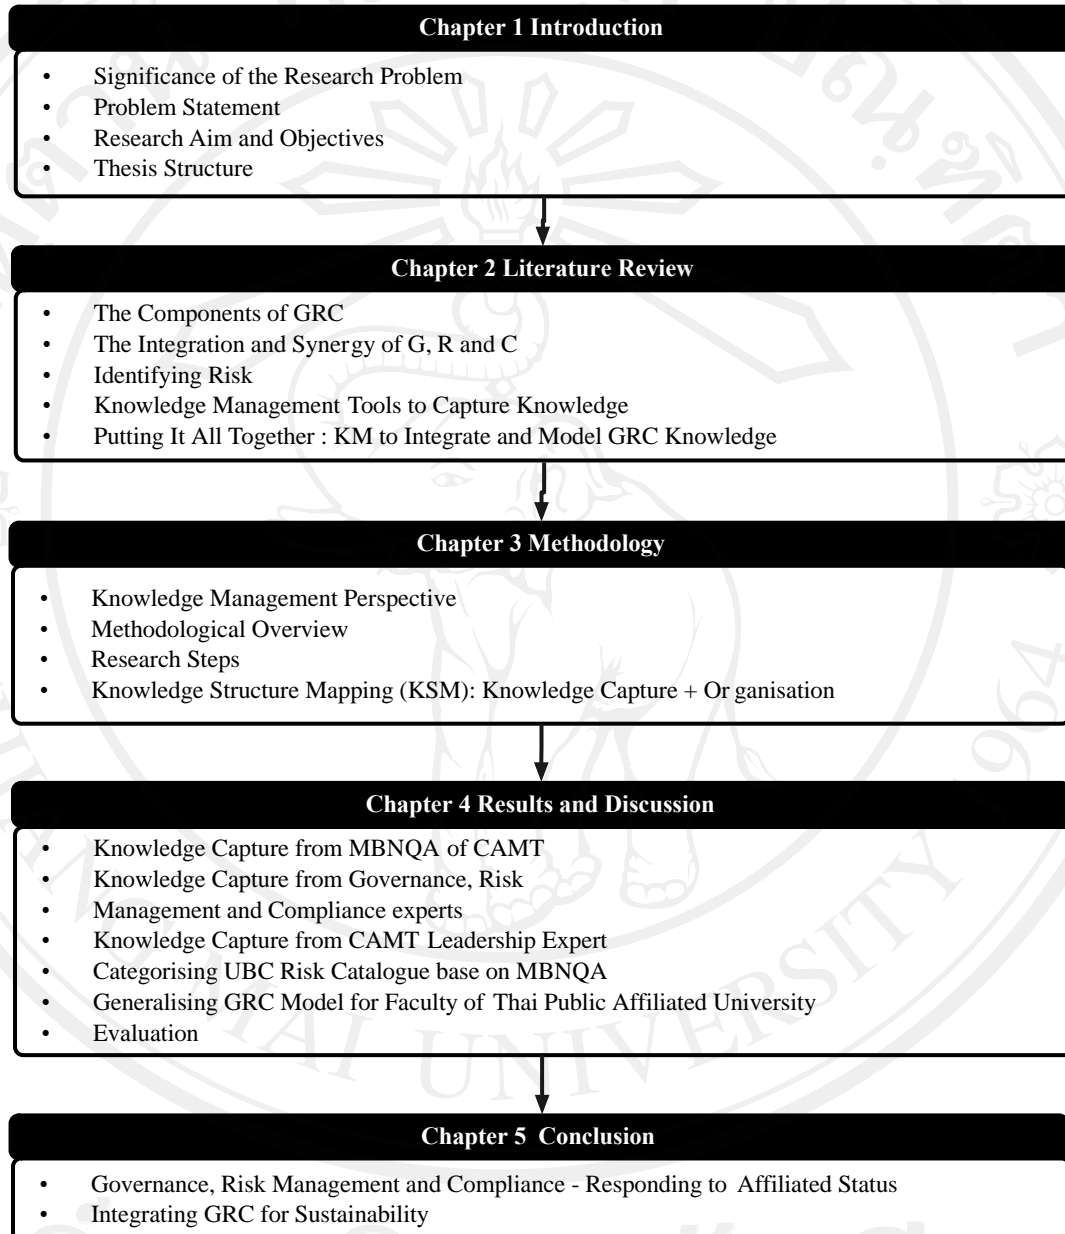 Chapter 1 Introduction
• Significance of the Research Problem
• Problem Statement
• Research Aim and Objectives
• Thesis Structure
Chapter 2 Literature Review
• The Components of GRC
• The Integration and Synergy of G, R and C
• Identifying Risk
• Knowledge Management Tools to Capture Knowledge
• Putting It All Together : KM to Integrate and Model GRC Knowledge
Chapter 3 Methodology
• Knowledge Management Perspective
• Methodological Overview
• Research Steps
• Knowledge Structure Mapping (KSM): Knowledge Capture + Or ganisation
Chapter 4 Results and Discussion
• Knowledge Capture from MBNQA of CAMT
• Knowledge Capture from Governance, Risk
• Management and Compliance experts
• Knowledge Capture from CAMT Leadership Expert
• Categorising UBC Risk Catalogue base on MBNQA
• Generalising GRC Model for Faculty of Thai Public Affiliated University
• Evaluation
Chapter 5 Conclusion
• Governance, Risk Management and Compliance - Responding to Affiliated Status
• Integrating GRC for Sustainability
MAI UNIVERSITY 1964